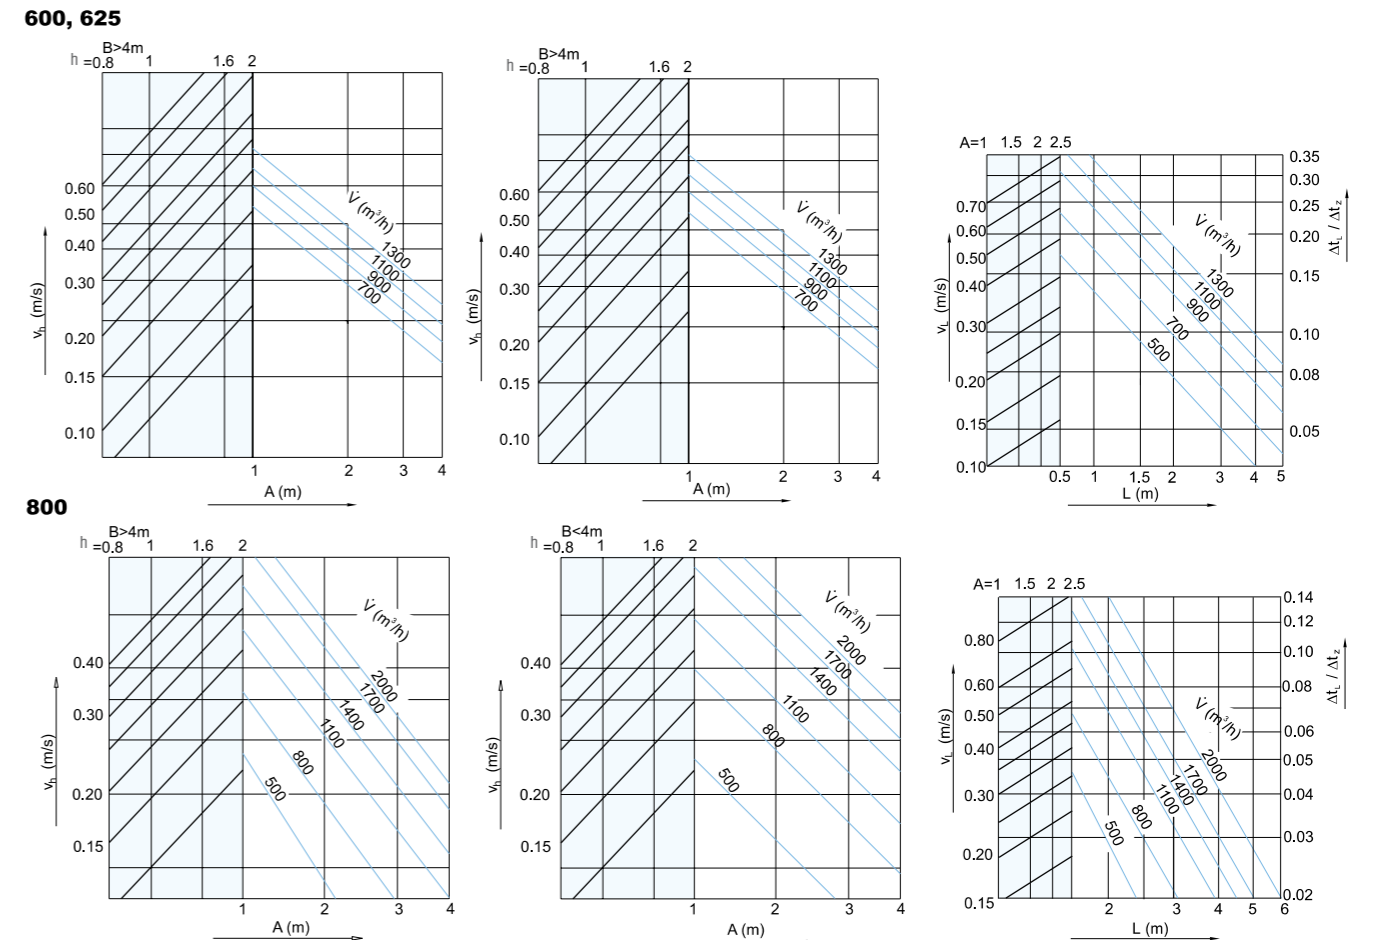 600, 625
B>4m
h =0.8 1 1.6 2
0.60
0.50
0.40
0.30
0.20
0.15
0.10
vh (m/s)
V̇ (m³/h)
1300
1100
900
700
1 2 3 4
A (m)
B>4m
h =0.8 1 1.6 2
0.60
0.50
0.40
0.30
0.20
0.15
0.10
vh (m/s)
V̇ (m³/h)
1300
1100
900
700
1 2 3 4
A (m)
A=1 1.5 2 2.5
0.70
0.60
0.50
0.40
0.30
0.20
0.15
0.10
vL (m/s)
V̇ (m³/h)
1300
1100
900
700
500
0.35
0.30
0.25
0.20
0.15
0.10
0.08
0.05
ΔtL / Δtz
0.5 1 1.5 2 3 4 5
L (m)
800
B>4m
h =0.8 1 1.6 2
0.40
0.30
0.20
0.15
vh (m/s)
V̇ (m³/h)
2000
1700
1400
1100
800
500
1 2 3 4
A (m)
B<4m
h =0.8 1 1.6 2
0.40
0.30
0.20
0.15
vh (m/s)
V̇ (m³/h)
2000
1700
1400
1100
800
500
1 2 3 4
A (m)
A=1 1.5 2 2.5
0.80
0.60
0.50
0.40
0.30
0.20
0.15
vL (m/s)
V̇ (m³/h)
2000
1700
1400
1100
800
500
0.14
0.12
0.10
0.08
0.06
0.05
0.04
0.03
0.02
ΔtL / Δtz
2 3 4 5 6
L (m)